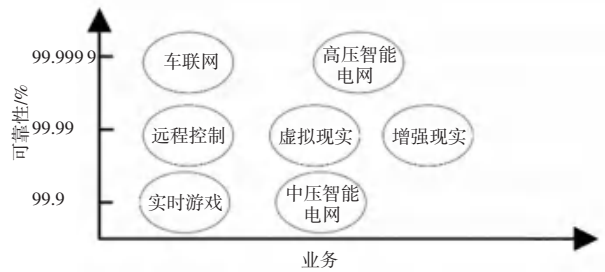 可靠性/%
99.9999
车联网
高压智能
电网
99.99
远程控制
虚拟现实
增强现实
99.9
实时游戏
中压智能
电网
业务